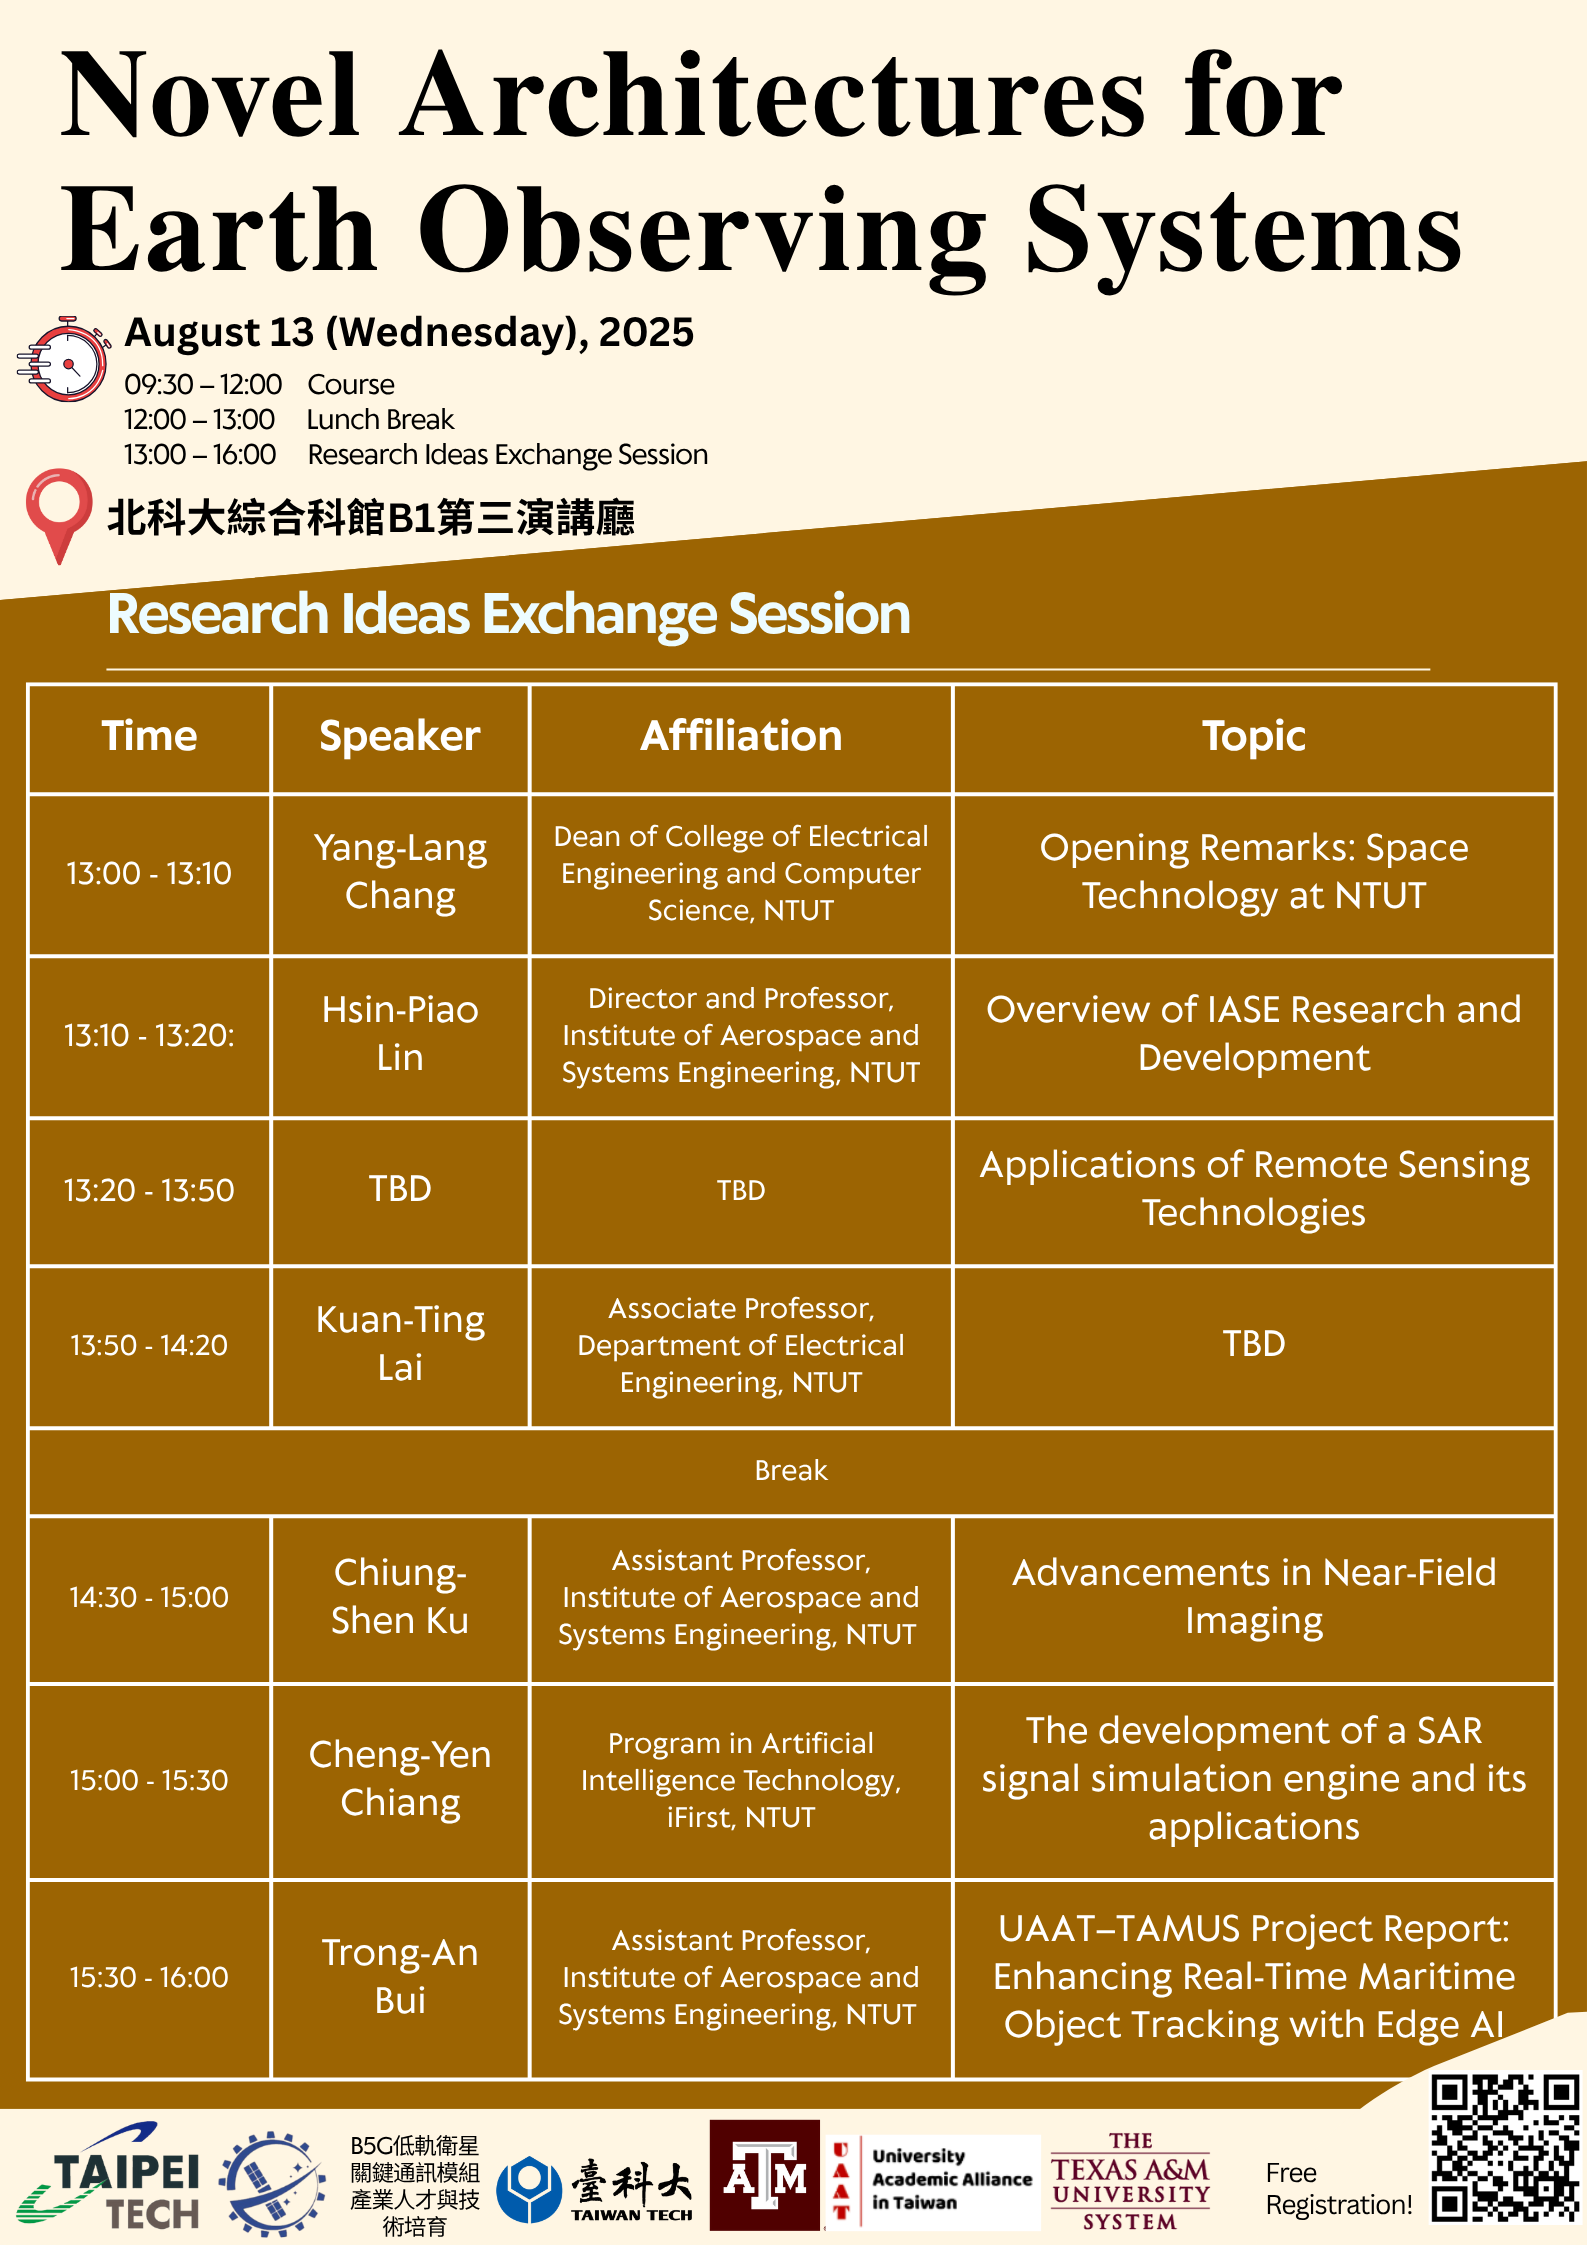 Novel Architectures for
Earth Observing Systems
August 13 (Wednesday), 2025
09:30 – 12:00 Course
12:00 – 13:00 Lunch Break
13:00 – 16:00 Research Ideas Exchange Session
北科大綜合科館B1第三演講廳
Research Ideas Exchange Session
Time
Speaker
Affiliation
Topic
13:00 - 13:10
Yang-Lang
Chang
Dean of College of Electrical
Engineering and Computer
Science, NTUT
Opening Remarks: Space
Technology at NTUT
13:10 - 13:20:
Hsin-Piao
Lin
Director and Professor,
Institute of Aerospace and
Systems Engineering, NTUT
Overview of IASE Research and
Development
13:20 - 13:50
TBD
TBD
Applications of Remote Sensing
Technologies
13:50 - 14:20
Kuan-Ting
Lai
Associate Professor,
Department of Electrical
Engineering, NTUT
TBD
Break
14:30 - 15:00
Chiung-
Shen Ku
Assistant Professor,
Institute of Aerospace and
Systems Engineering, NTUT
Advancements in Near-Field
Imaging
15:00 - 15:30
Cheng-Yen
Chiang
Program in Artificial
Intelligence Technology,
iFirst, NTUT
The development of a SAR
signal simulation engine and its
applications
15:30 - 16:00
Trong-An
Bui
Assistant Professor,
Institute of Aerospace and
Systems Engineering, NTUT
UAAT–TAMUS Project Report:
Enhancing Real-Time Maritime
Object Tracking with Edge AI
TAIPEI
TECH
B5G低軌衛星
關鍵通訊模組
產業人才與技
術培育
臺科大
TAIWAN TECH
ATM
UAAT
University
Academic Alliance
in Taiwan
THE
TEXAS A&M
UNIVERSITY
SYSTEM
Free
Registration!